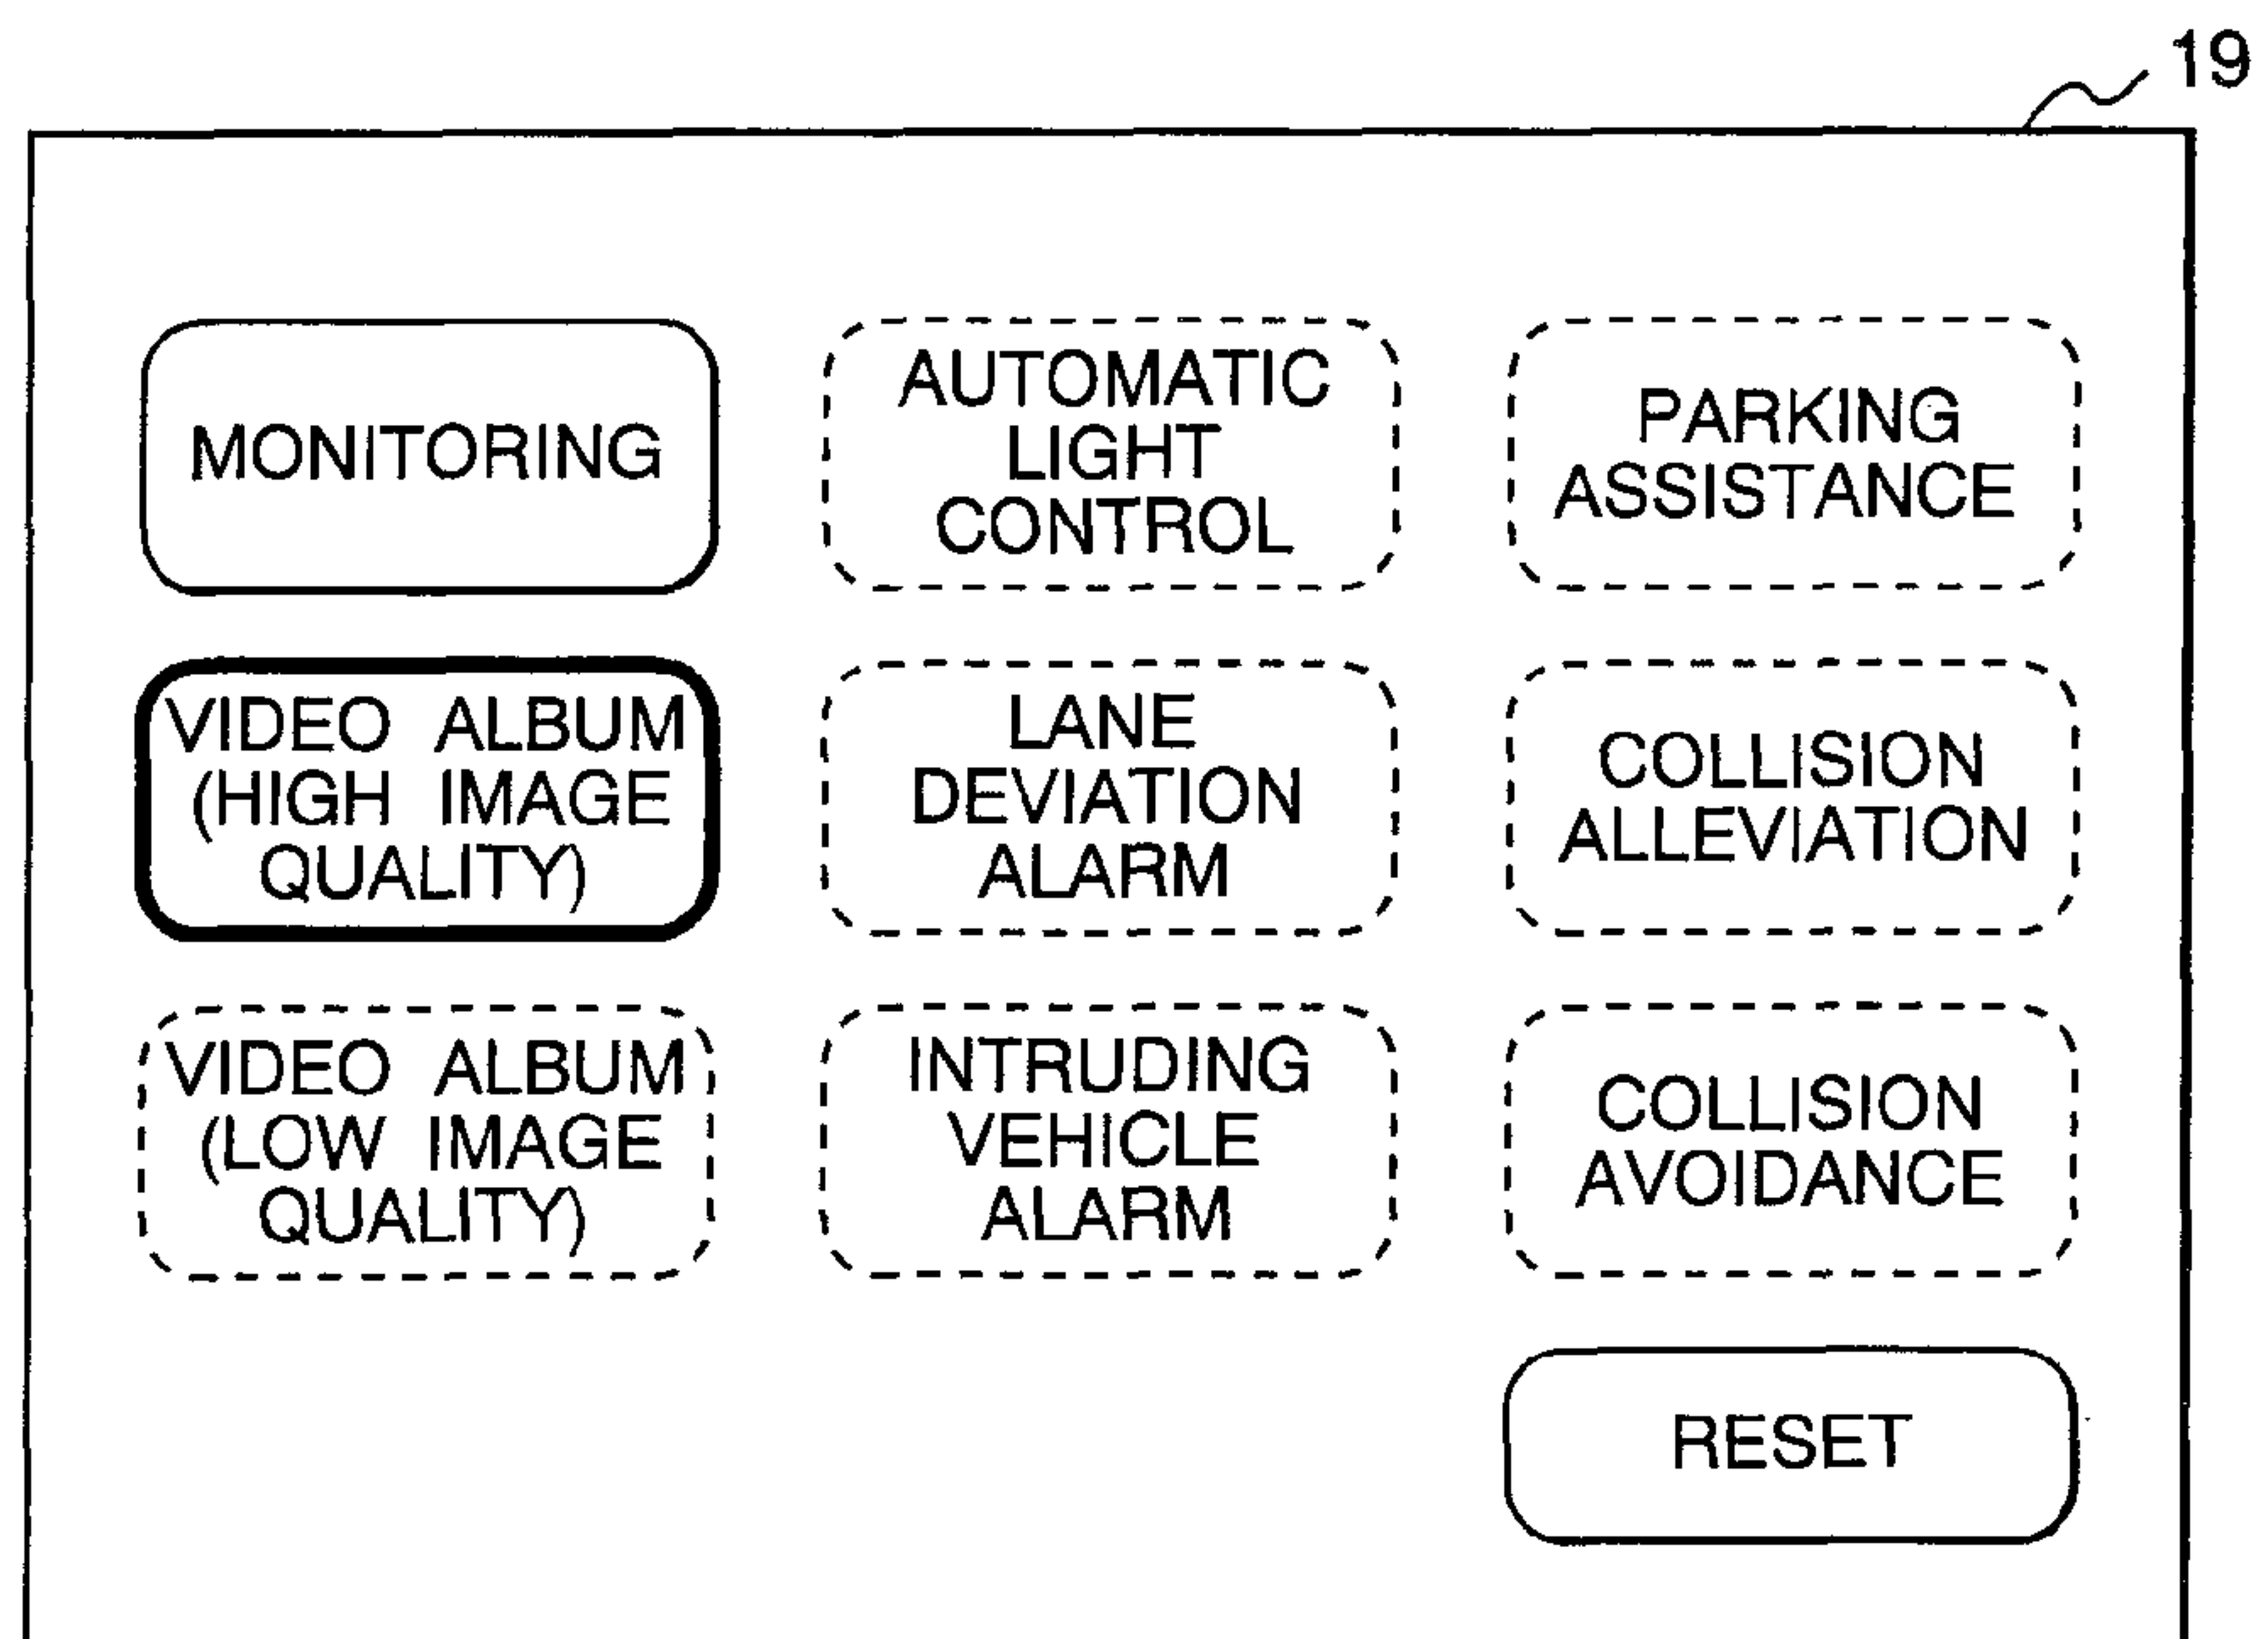 19
MONITORING
AUTOMATIC
LIGHT
CONTROL
PARKING
ASSISTANCE
VIDEO ALBUM
(HIGH IMAGE
QUALITY)
LANE
DEVIATION
ALARM
COLLISION
ALLEVIATION
VIDEO ALBUM
(LOW IMAGE
QUALITY)
INTRUDING
VEHICLE
ALARM
COLLISION
AVOIDANCE
RESET